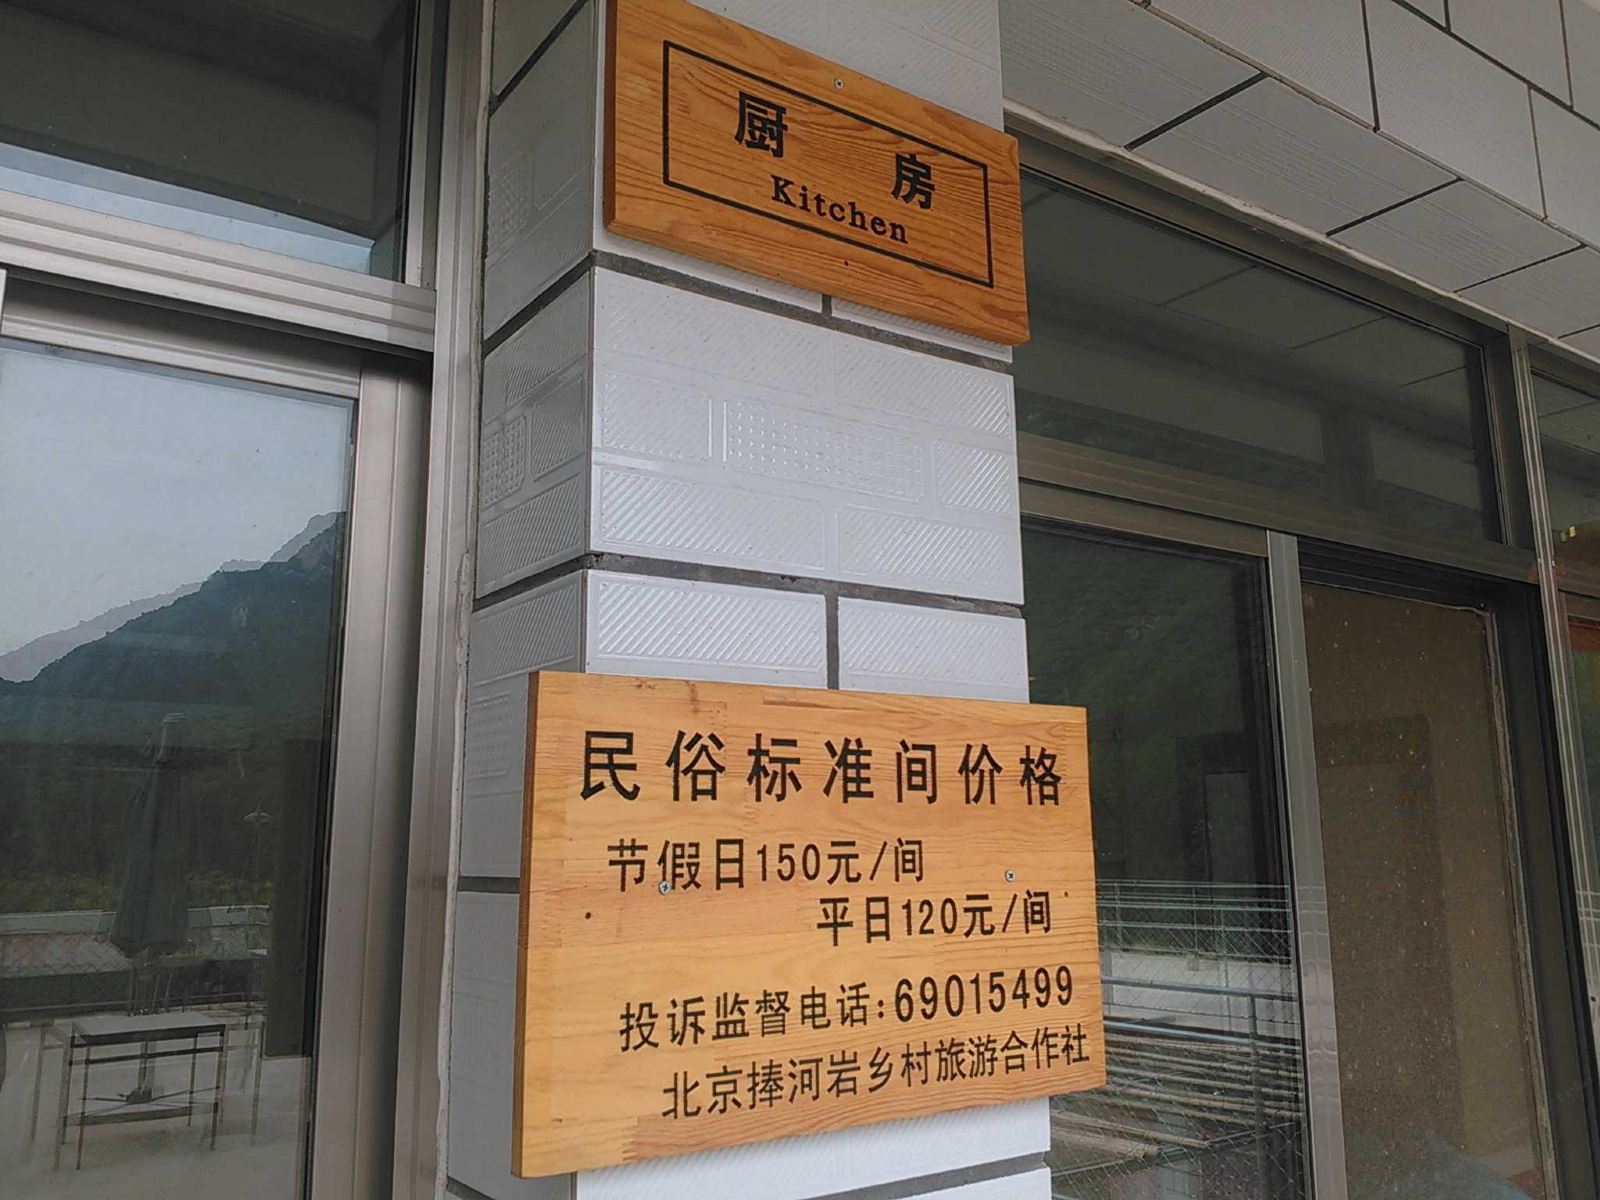 厨房
Kitchen
民俗标准间价格
节假日150元/间
平日120元/间
投诉监督电话:69015499
北京捧河岩乡村旅游合作社